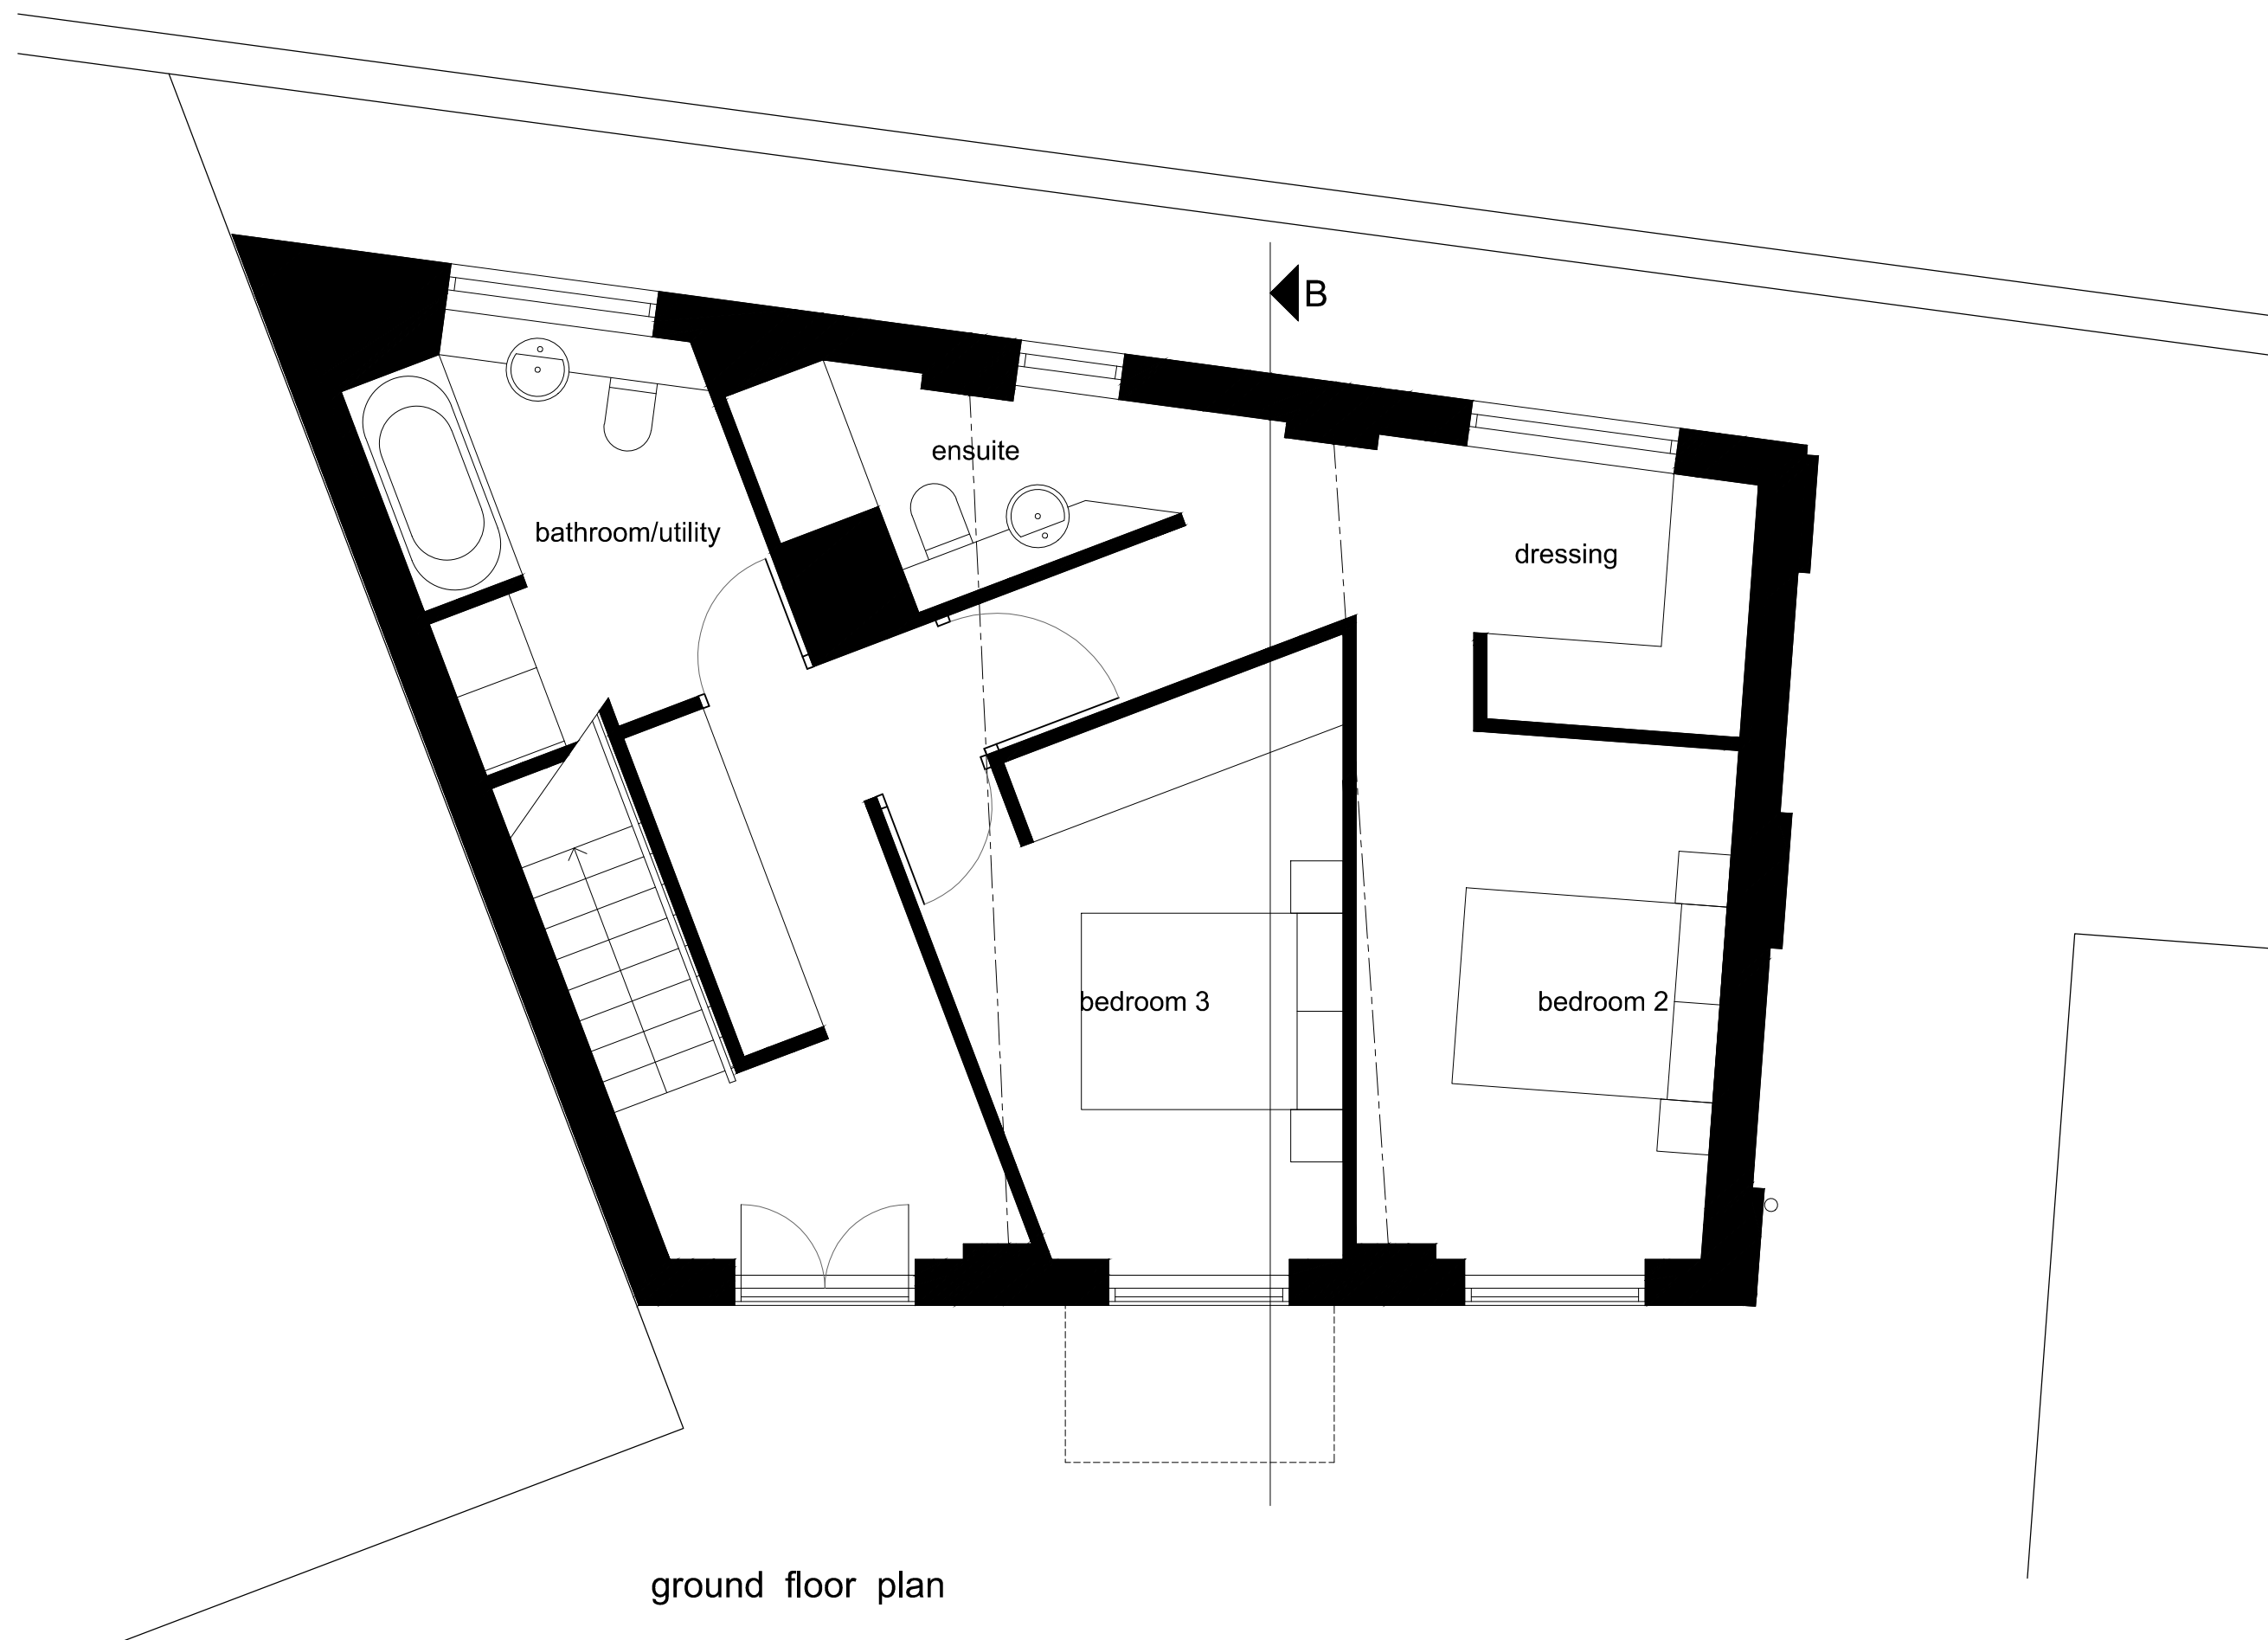 B
ensuite
bathroom/utility
dressing
bedroom 3
bedroom 2
ground floor plan